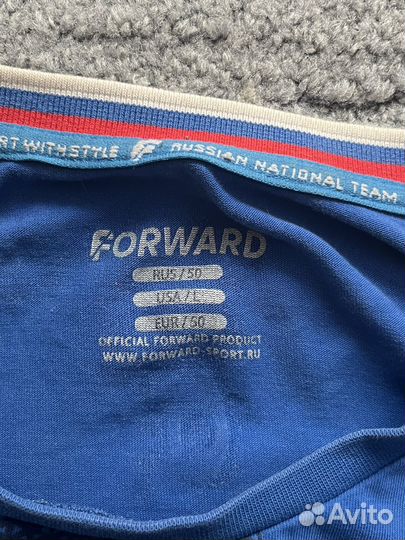 RT WITH STYLE RUSSIAN NATIONAL TEAM
FORWARD
RUS / 50
USA / L
EUR / 50
OFFICIAL FORWARD PRODUCT
WWW.FORWARD-SPORT.RU
Avito